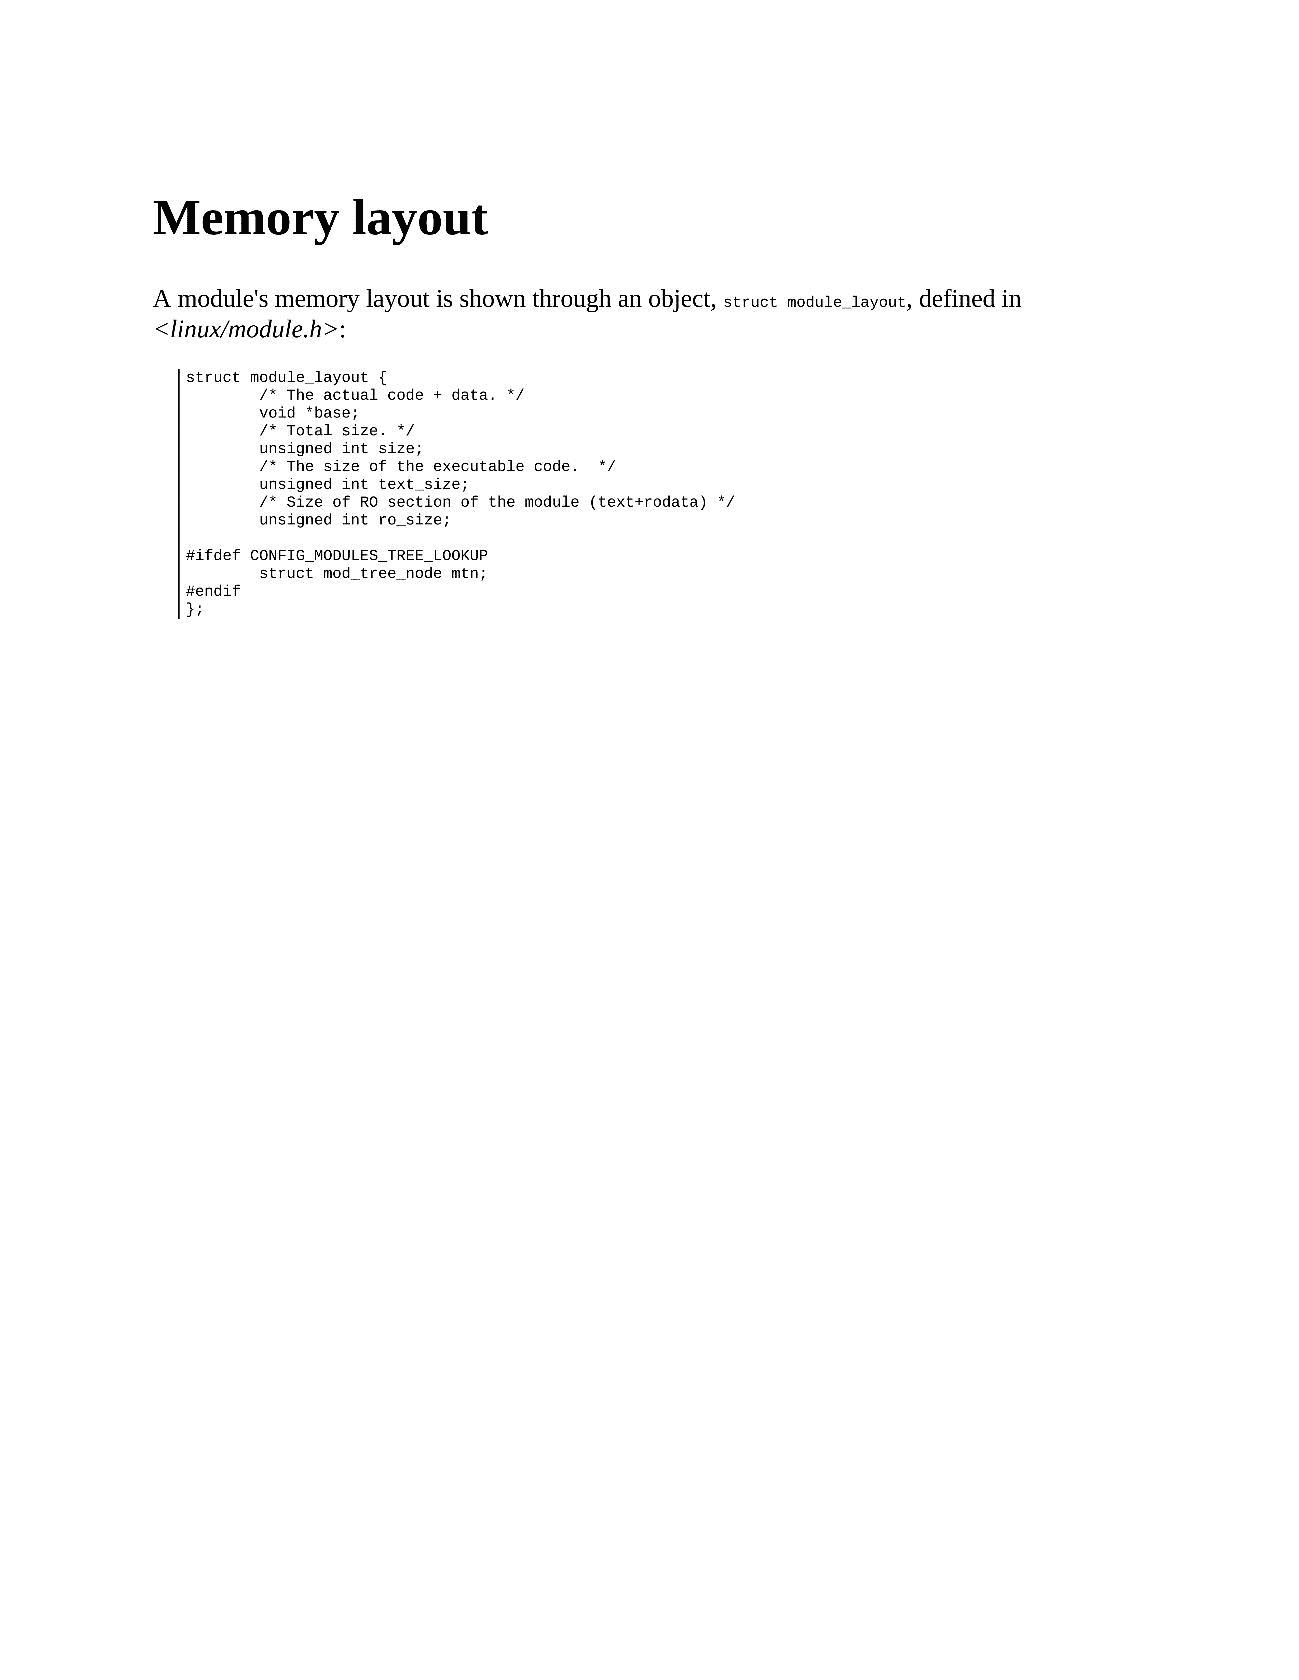 Memory layout
A module's memory layout is shown through an object, struct module_layout, defined in
<linux/module.h>:
struct module_layout {
        /* The actual code + data. */
        void *base;
        /* Total size. */
        unsigned int size;
        /* The size of the executable code.  */
        unsigned int text_size;
        /* Size of RO section of the module (text+rodata) */
        unsigned int ro_size;

#ifdef CONFIG_MODULES_TREE_LOOKUP
        struct mod_tree_node mtn;
#endif
};